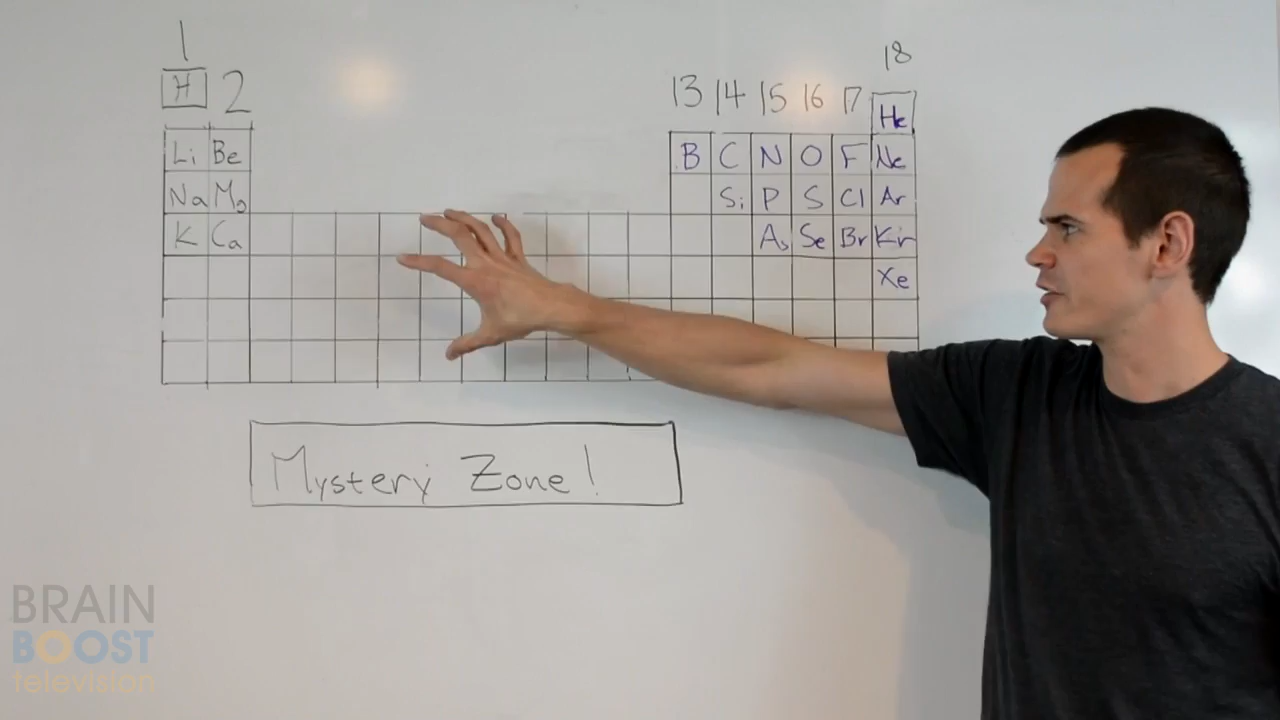 1
18
H 2
13 14 15 16 17
He
Li Be B C N O F Ne
Na Mg Si P S Cl Ar
K Ca As Se Br Kr
Xe
Mystery Zone!
BRAIN
BOOST
television